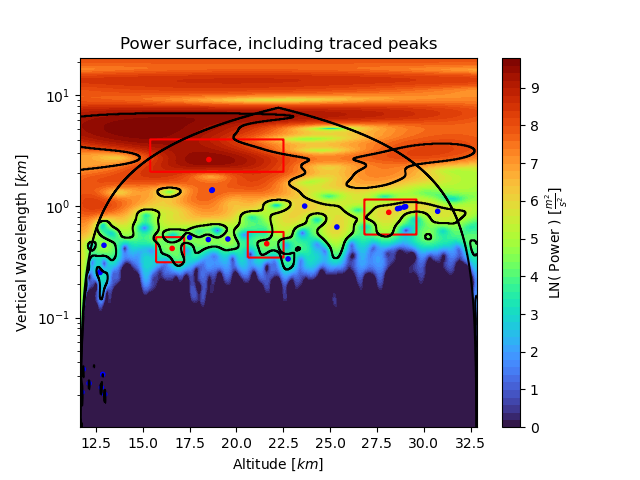 Power surface, including traced peaks
Vertical Wavelength [km]
10¹
10⁰
10⁻¹
12.5 15.0 17.5 20.0 22.5 25.0 27.5 30.0 32.5
Altitude [km]
9
8
7
6
5
4
3
2
1
0
LN( Power ) [m²/s²]